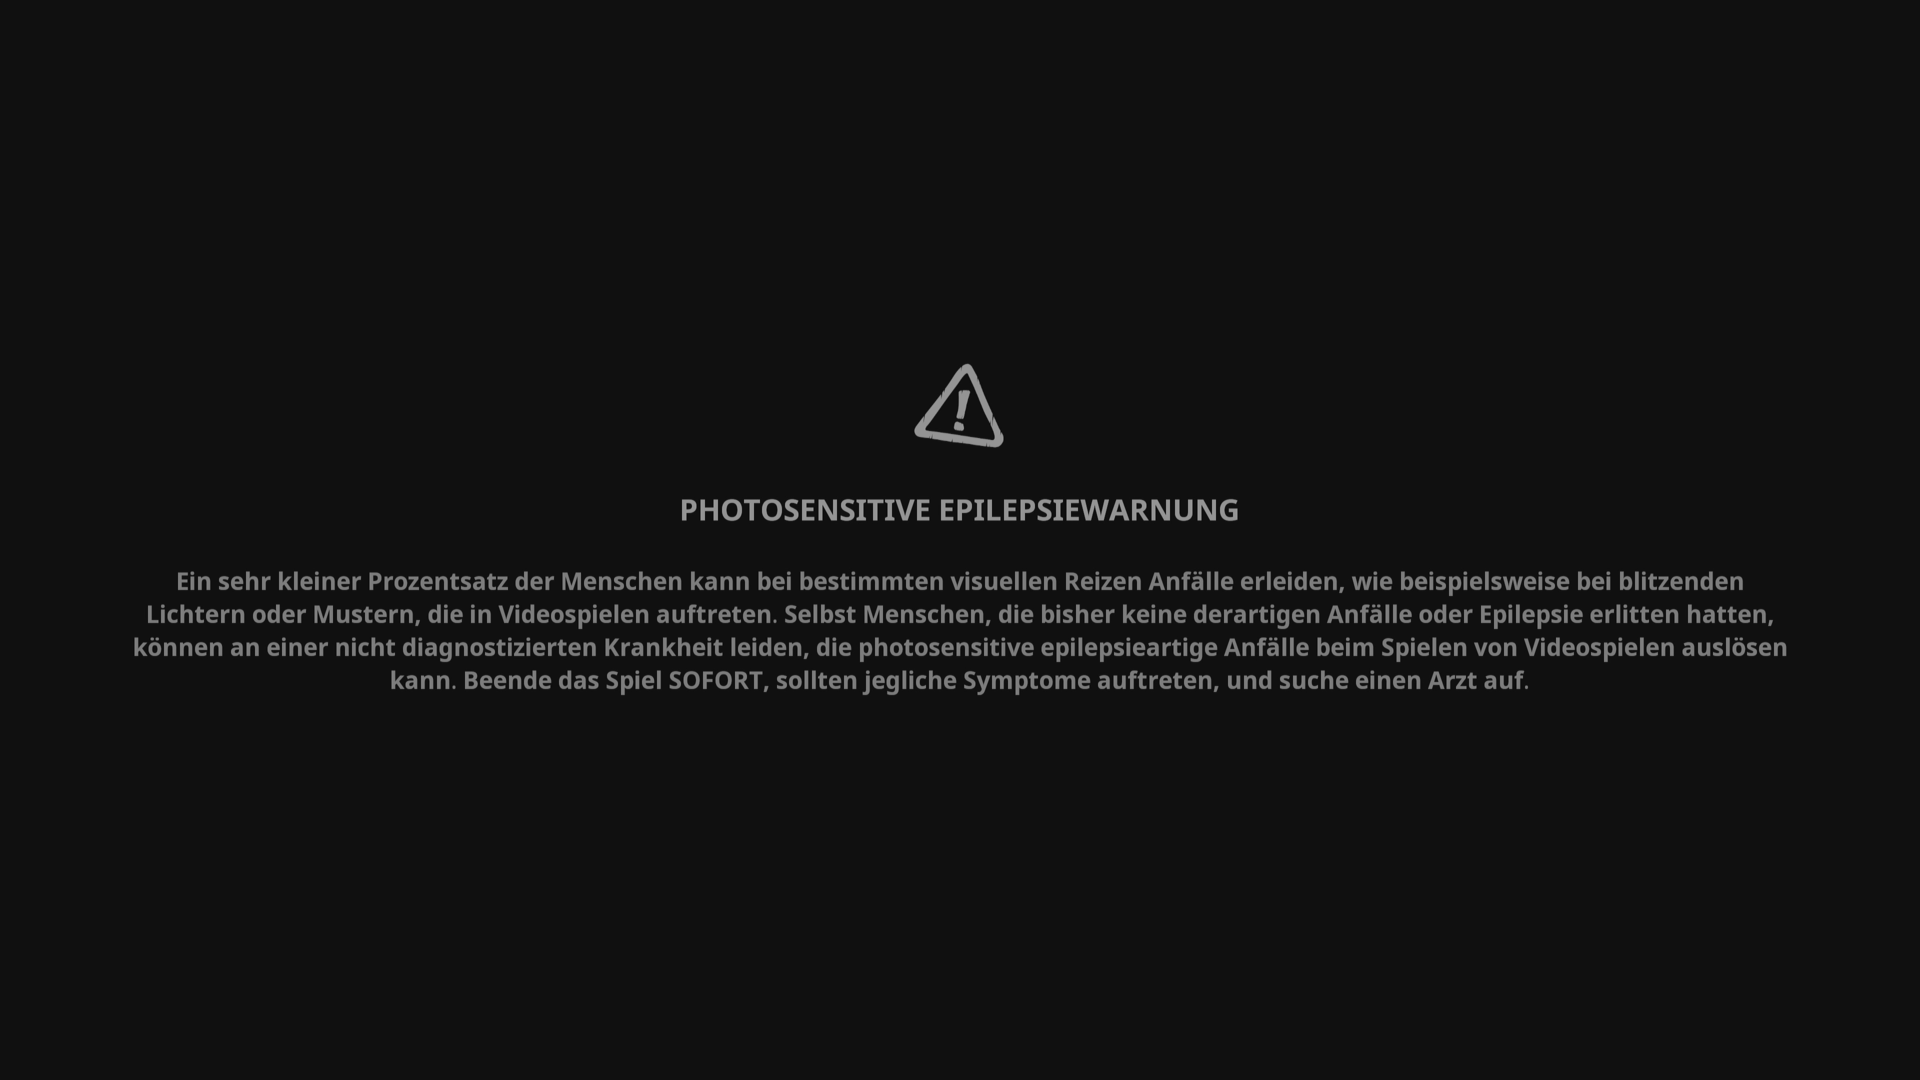 PHOTOSENSITIVE EPILEPSIEWARNUNG
Ein sehr kleiner Prozentsatz der Menschen kann bei bestimmten visuellen Reizen Anfälle erleiden, wie beispielsweise bei blitzenden
Lichtern oder Mustern, die in Videospielen auftreten. Selbst Menschen, die bisher keine derartigen Anfälle oder Epilepsie erlitten hatten,
können an einer nicht diagnostizierten Krankheit leiden, die photosensitive epilepsieartige Anfälle beim Spielen von Videospielen auslösen
kann. Beende das Spiel SOFORT, sollten jegliche Symptome auftreten, und suche einen Arzt auf.